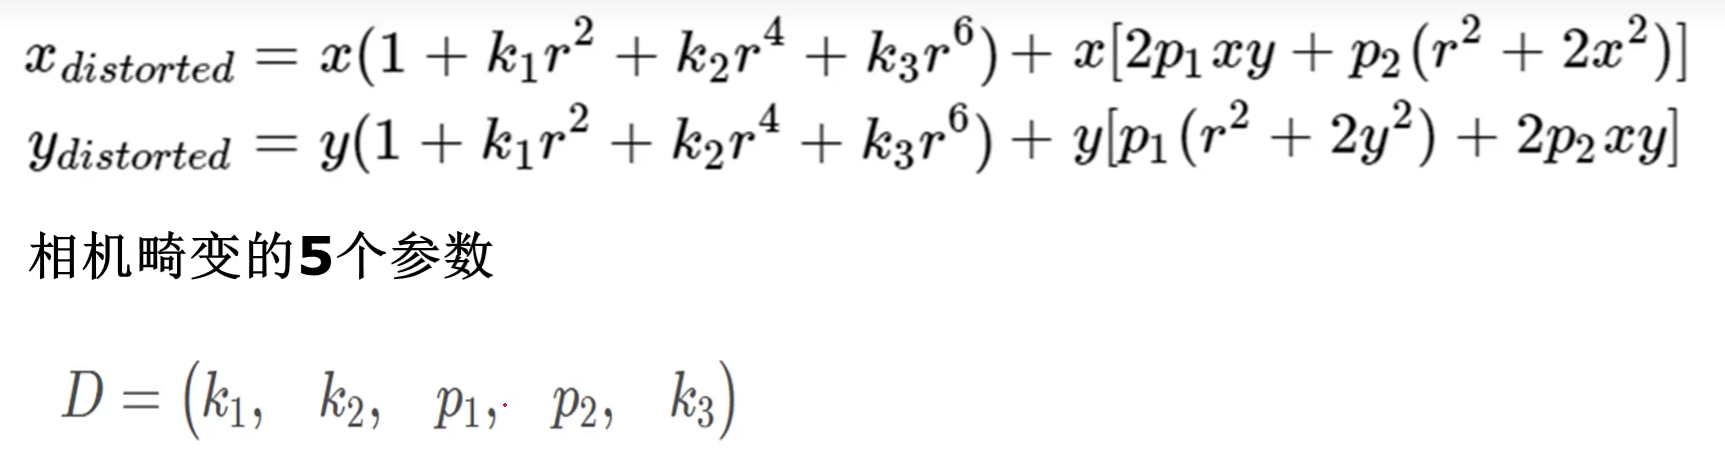 x_{distorted} = x(1 + k_1r^2 + k_2r^4 + k_3r^6) + x[2p_1xy + p_2(r^2 + 2x^2)]
y_{distorted} = y(1 + k_1r^2 + k_2r^4 + k_3r^6) + y[p_1(r^2 + 2y^2) + 2p_2xy]
相机畸变的5个参数
D = (k_1, k_2, p_1, p_2, k_3)